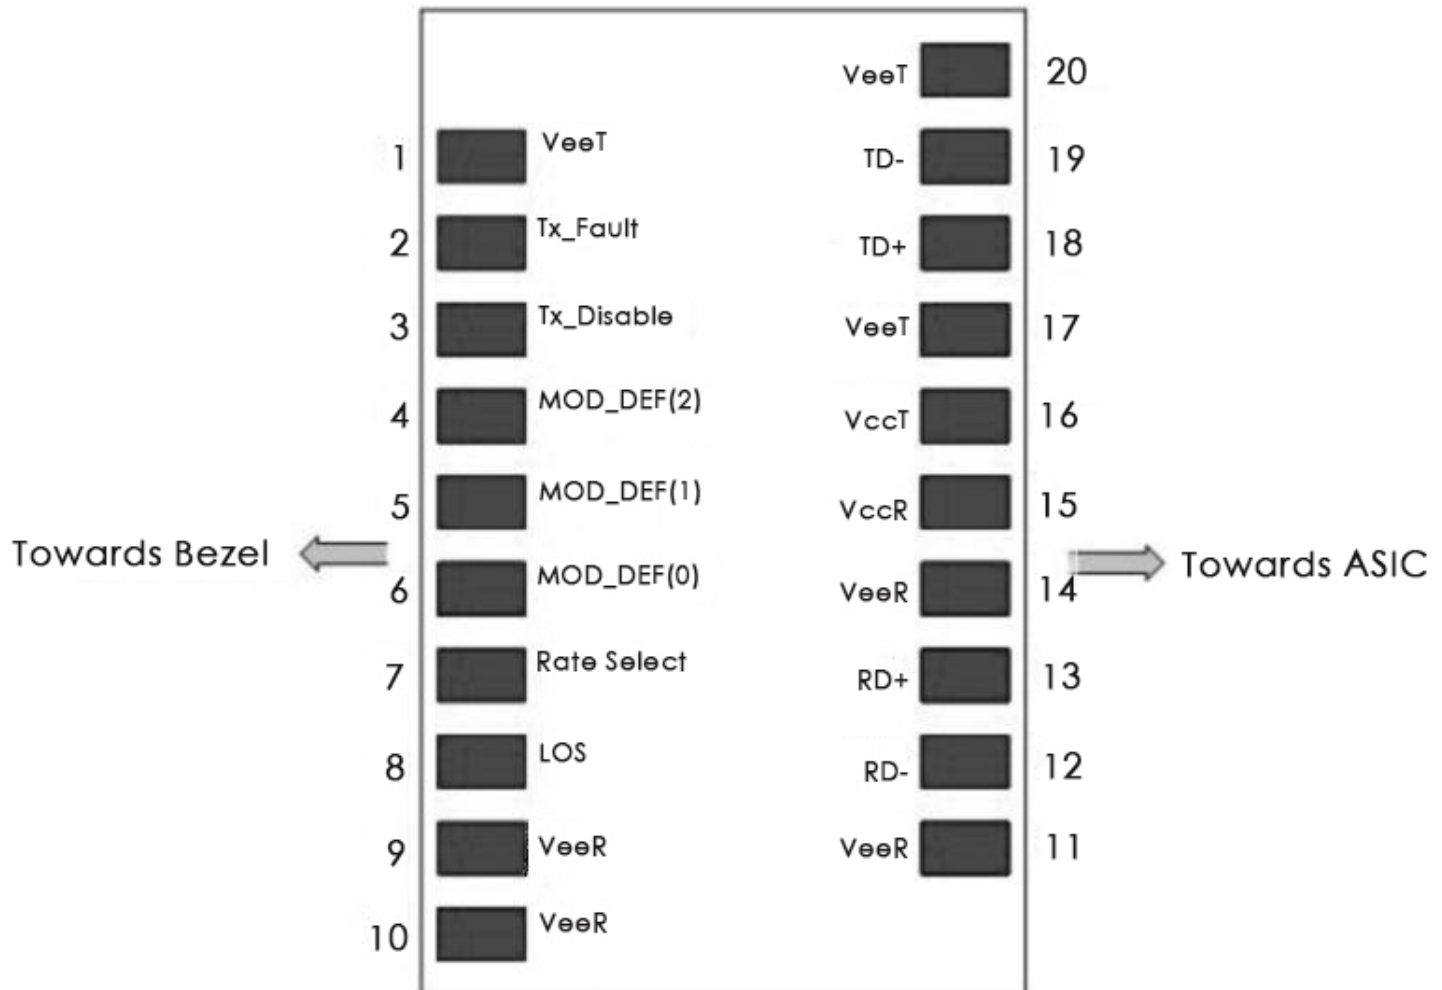 VeeT 20
1 VeeT TD- 19
2 Tx_Fault TD+ 18
3 Tx_Disable VeeT 17
4 MOD_DEF(2) VccT 16
5 MOD_DEF(1) VccR 15
Towards Bezel Towards ASIC
6 MOD_DEF(0) VeeR 14
7 Rate Select RD+ 13
8 LOS RD- 12
9 VeeR VeeR 11
10 VeeR